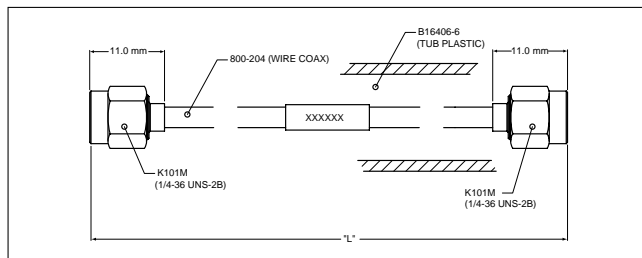 B16406-6
(TUB PLASTIC)
11.0 mm
800-204 (WIRE COAX)
11.0 mm
XXXXXX
K101M
(1/4-36 UNS-2B)
K101M
(1/4-36 UNS-2B)
"L"